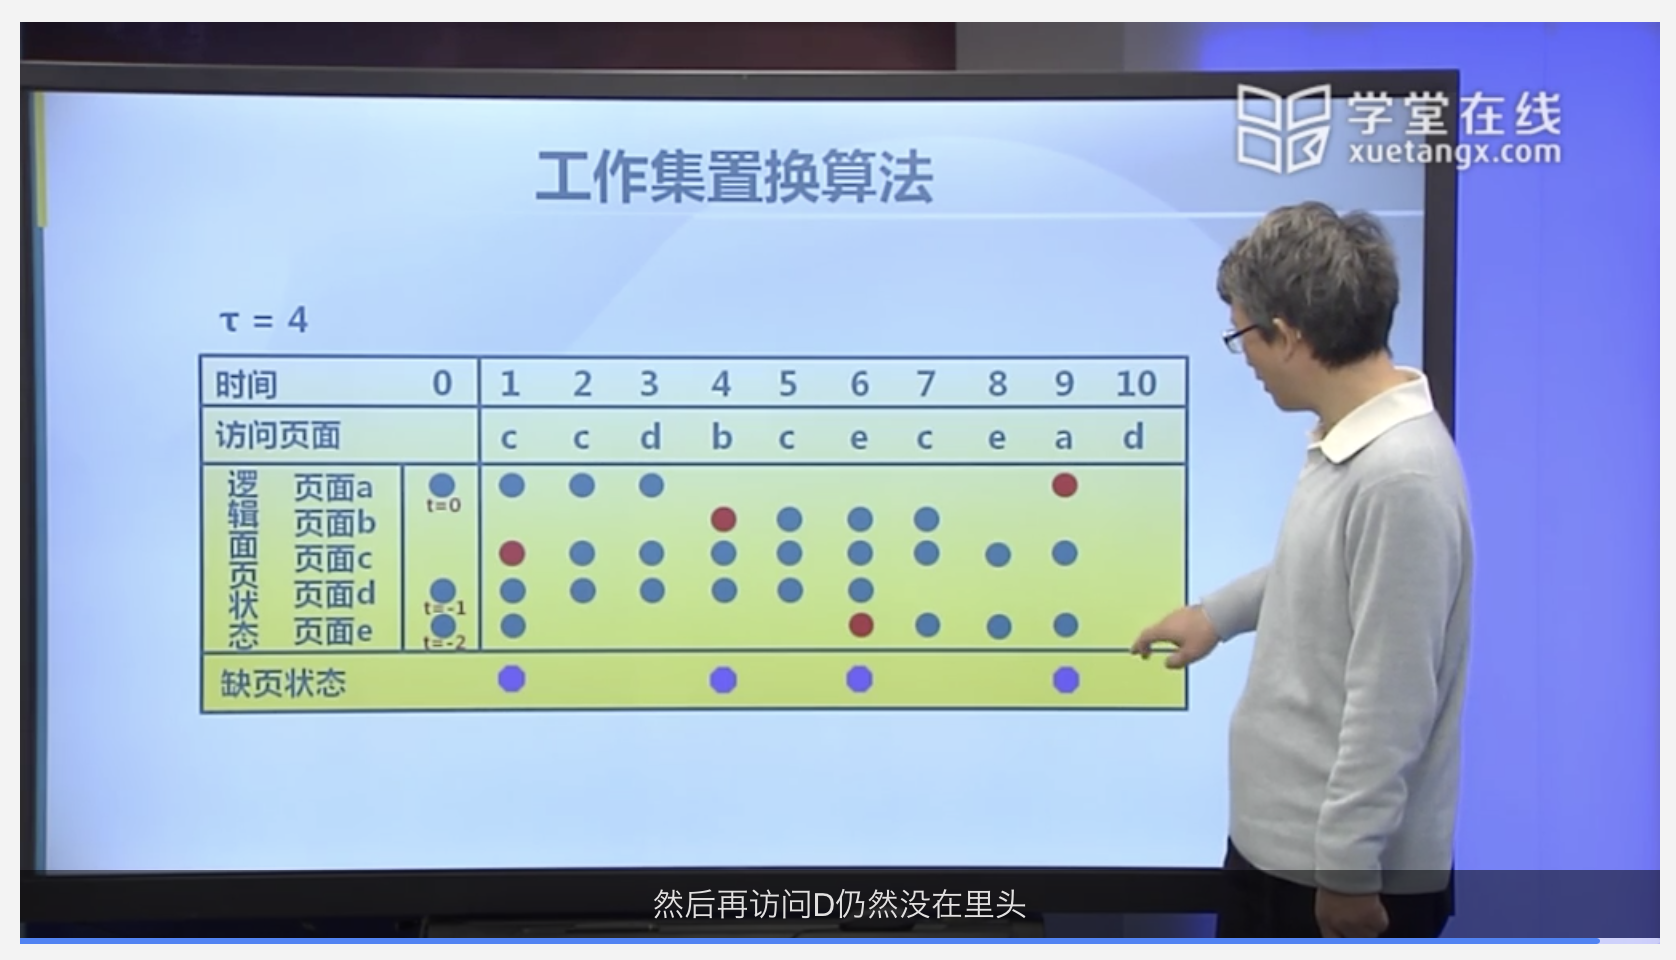 学堂在线
xuetangx.com
工作集置换算法
τ = 4
时间 0 1 2 3 4 5 6 7 8 9 10
访问页面 c c d b c e c e a d
逻辑面页状态
页面a
t=0
页面b
页面c
页面d
t=-1
页面e
t=-2
缺页状态
然后再访问D仍然没在里头